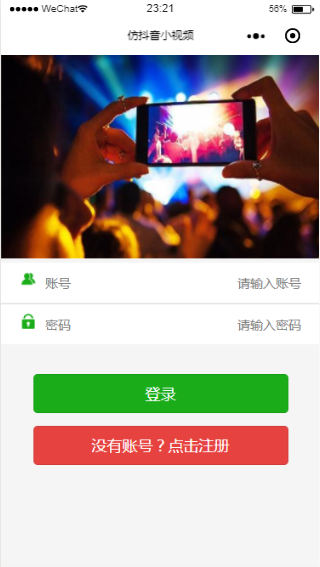 ●●●●● WeChat 23:21 56%
仿抖音小视频
账号 请输入账号
密码 请输入密码
登录
没有账号？点击注册